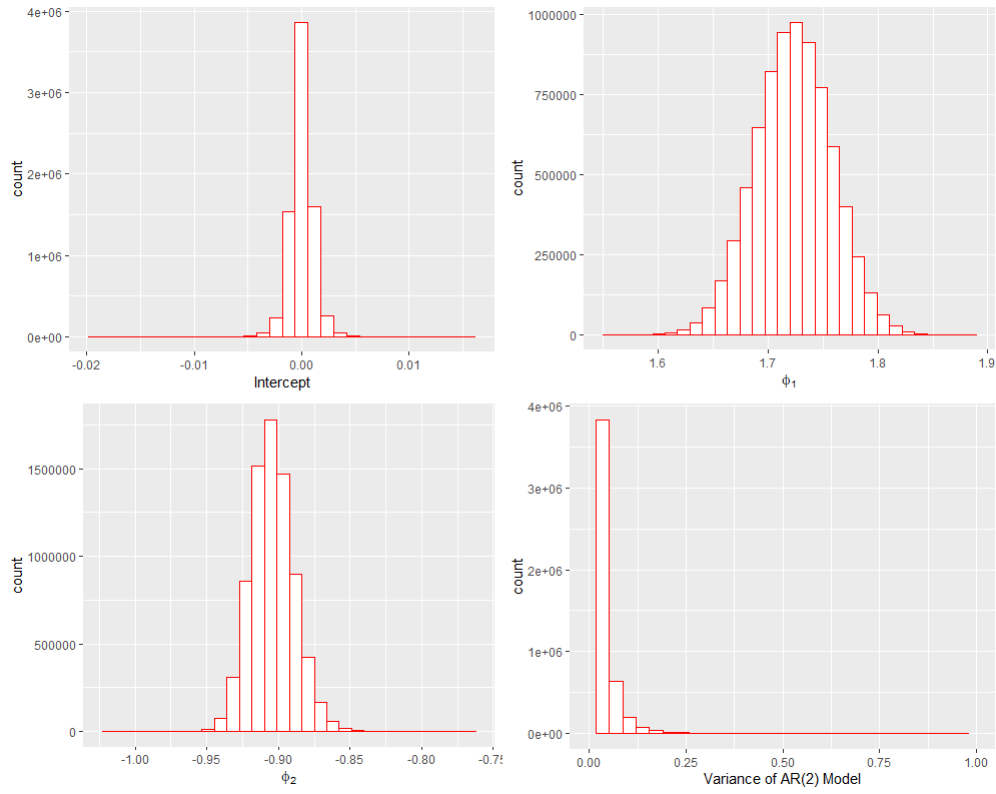 4e+06
3e+06
2e+06
1e+06
0e+00
count
-0.02
-0.01
0.00
0.01
Intercept
1000000
750000
500000
250000
0
count
1.6
1.7
1.8
1.9
ϕ1
1500000
1000000
500000
0
count
-1.00
-0.95
-0.90
-0.85
-0.80
-0.75
ϕ2
4e+06
3e+06
2e+06
1e+06
0e+00
count
0.00
0.25
0.50
0.75
1.00
Variance of AR(2) Model